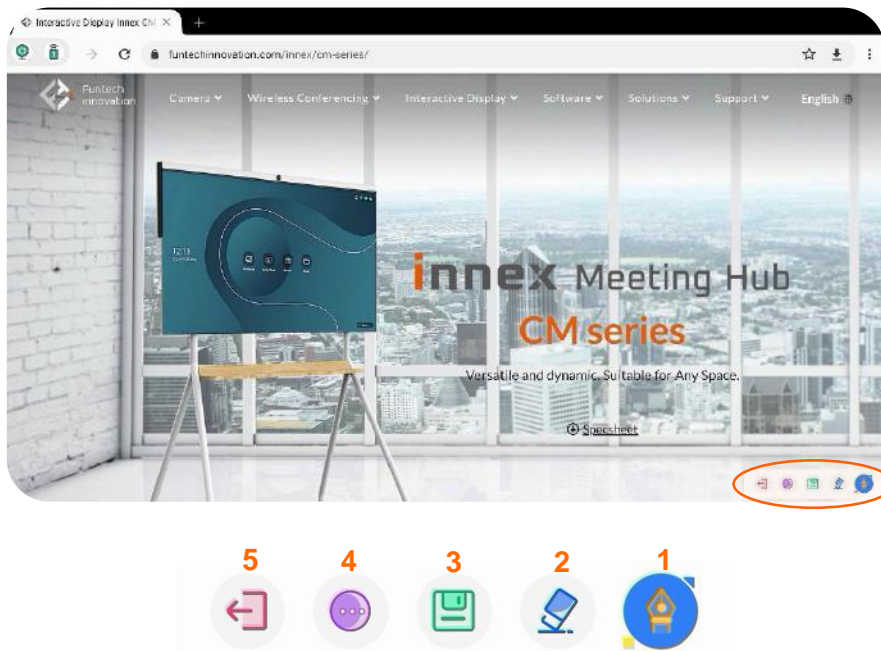 Interactive Display Innex CM
funtechinnovation.com/innex/cm-series/
Funtech
innovation
Camera
Wireless Conferencing
Interactive Display
Software
Solutions
Support
English
innex Meeting Hub
CM series
Versatile and dynamic. Suitable for Any Space.
Specsheet
5 4 3 2 1